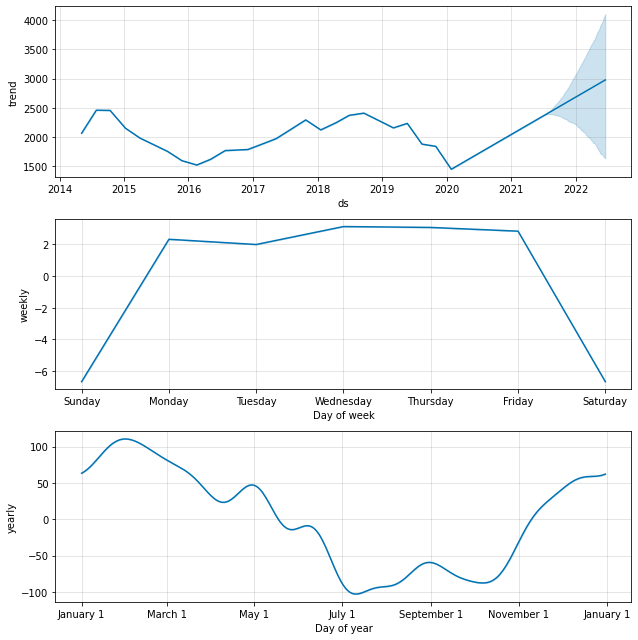 4000
3500
3000
2500
2000
1500
trend
2014 2015 2016 2017 2018 2019 2020 2021 2022
ds
2
0
−2
−4
−6
weekly
Sunday Monday Tuesday Wednesday Thursday Friday Saturday
Day of week
100
50
0
−50
−100
yearly
January 1 March 1 May 1 July 1 September 1 November 1 January 1
Day of year